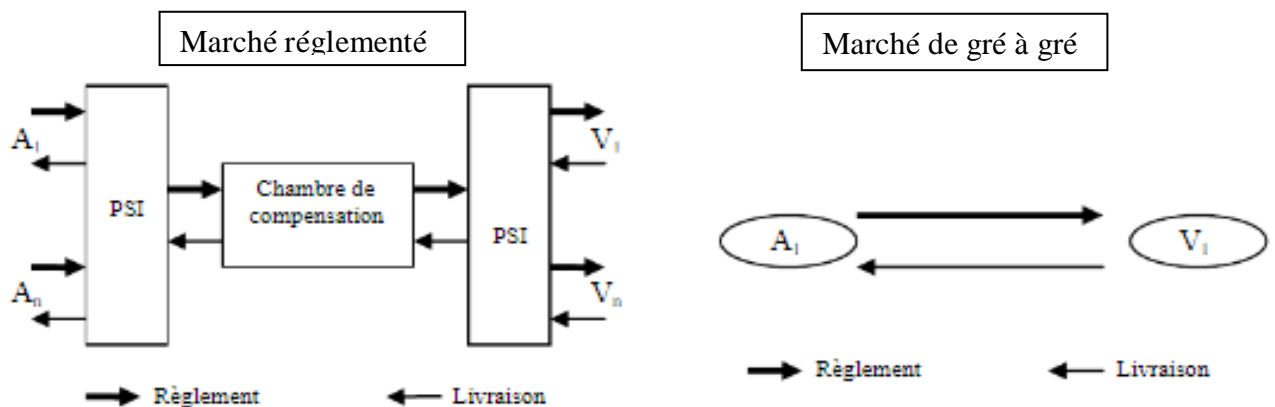 Marché réglementé
A1
PSI
Chambre de
compensation
PSI
V1
An
Vn
Règlement
Livraison
Marché de gré à gré
A1
V1
Règlement
Livraison